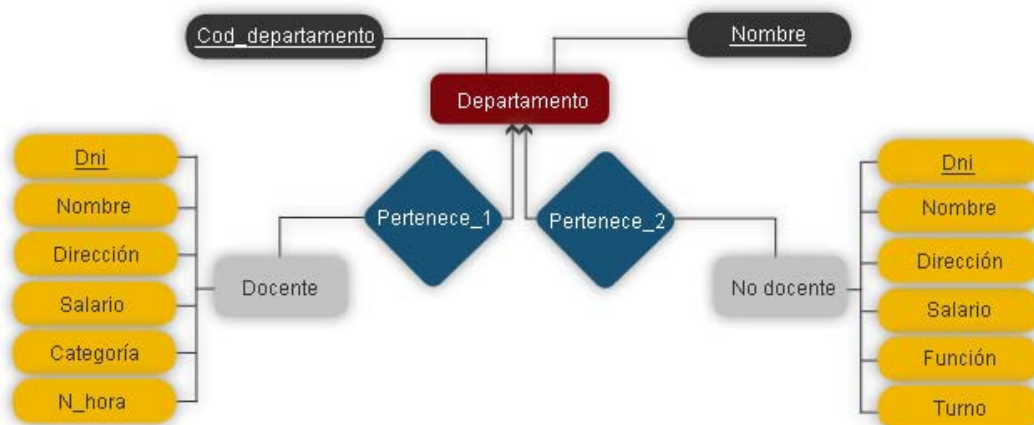 Cod_departamento
Nombre
Departamento
Dni
Nombre
Dirección
Salario
Categoría
N_hora
Docente
Pertenece_1
Pertenece_2
No docente
Dni
Nombre
Dirección
Salario
Función
Turno